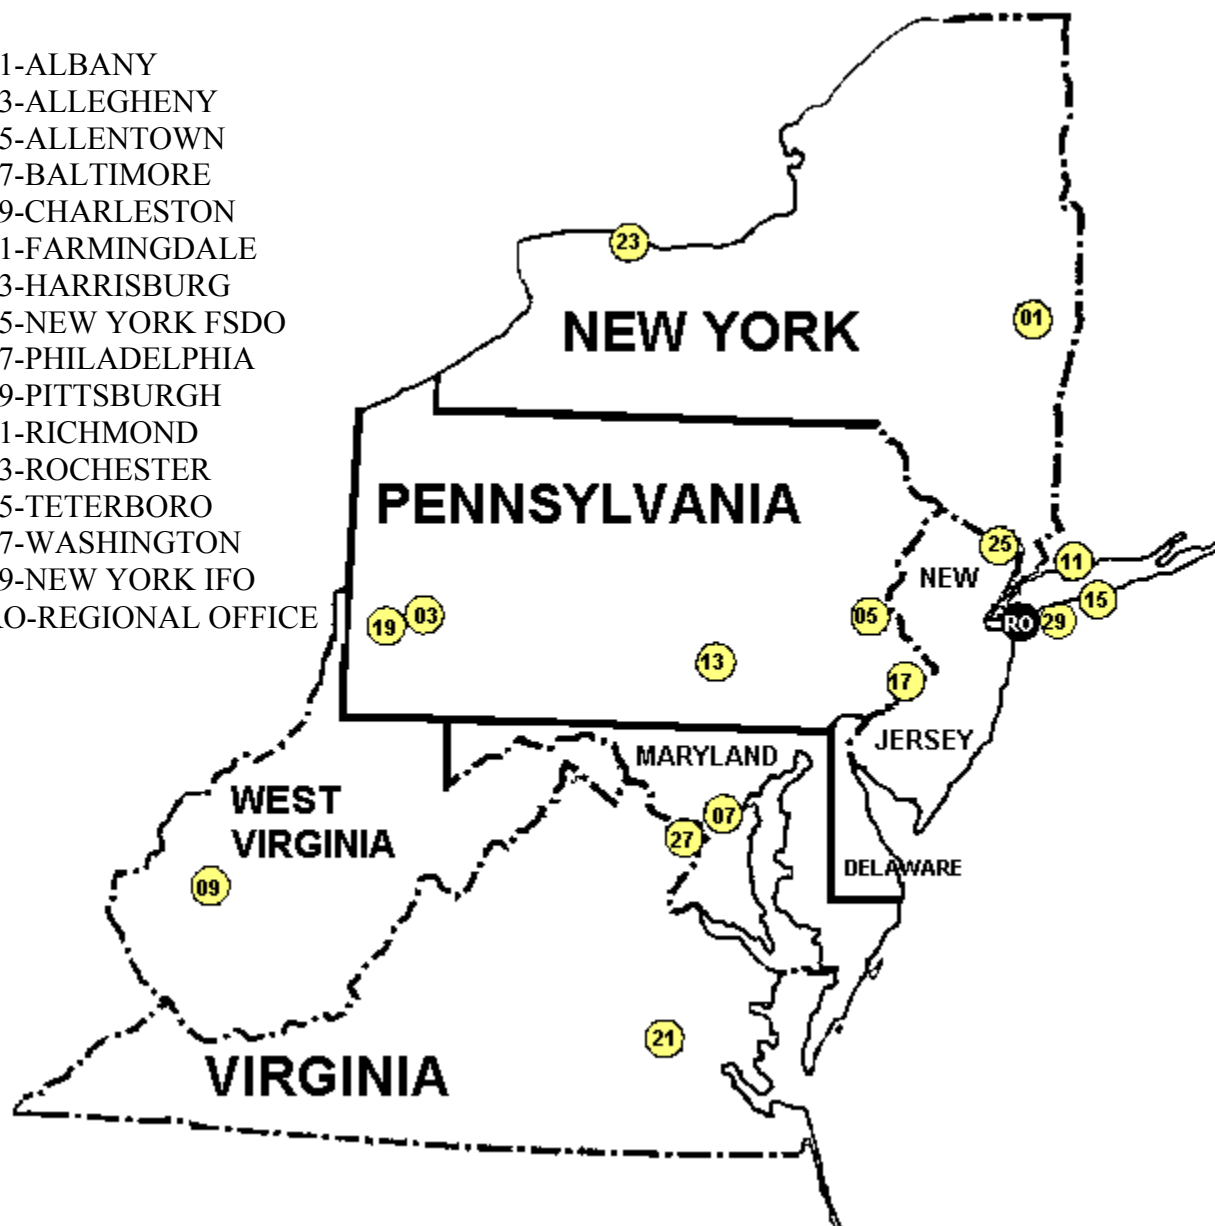 1-ALBANY
3-ALLEGHENY
5-ALLENTOWN
7-BALTIMORE
9-CHARLESTON
1-FARMINGDALE
3-HARRISBURG
5-NEW YORK FSDO
7-PHILADELPHIA
9-PITTSBURGH
1-RICHMOND
3-ROCHESTER
5-TETERBORO
7-WASHINGTON
9-NEW YORK IFO
RO-REGIONAL OFFICE
23
01
NEW YORK
PENNSYLVANIA
25
11
NEW
15
19
03
05
RO
29
13
17
JERSEY
MARYLAND
WEST
VIRGINIA
07
27
DELAWARE
09
21
VIRGINIA